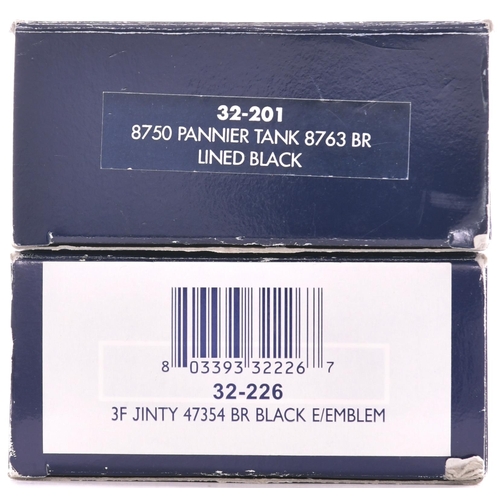 32-201
8750 PANNIER TANK 8763 BR
LINED BLACK
8 03393 32226 7
32-226
3F JINTY 47354 BR BLACK E/EMBLEM